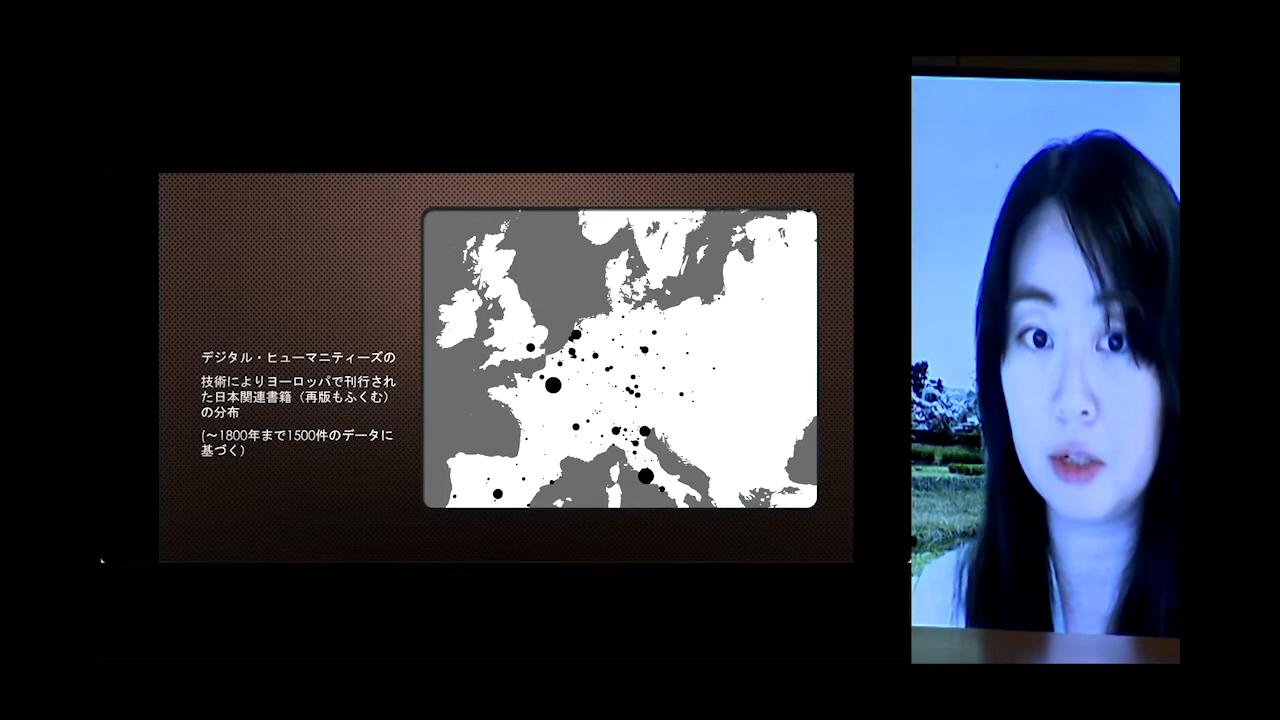 デジタル・ヒューマニティーズの
技術によりヨーロッパで刊行され
た日本関連書籍（再版もふくむ）
の分布
(～1800年まで1500件のデータに
基づく)